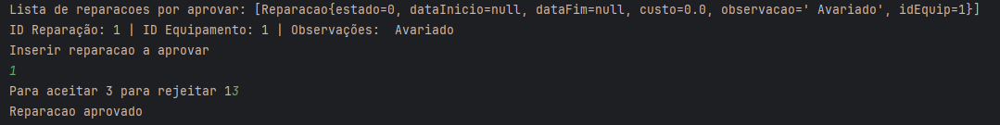 Lista de reparacoes por aprovar: [Reparacao{estado=0, dataInicio=null, dataFim=null, custo=0.0, observacao=' Avariado', idEquip=1}]
ID Reparação: 1 | ID Equipamento: 1 | Observações:  Avariado
Inserir reparacao a aprovar
1
Para aceitar 3 para rejeitar 13
Reparacao aprovado